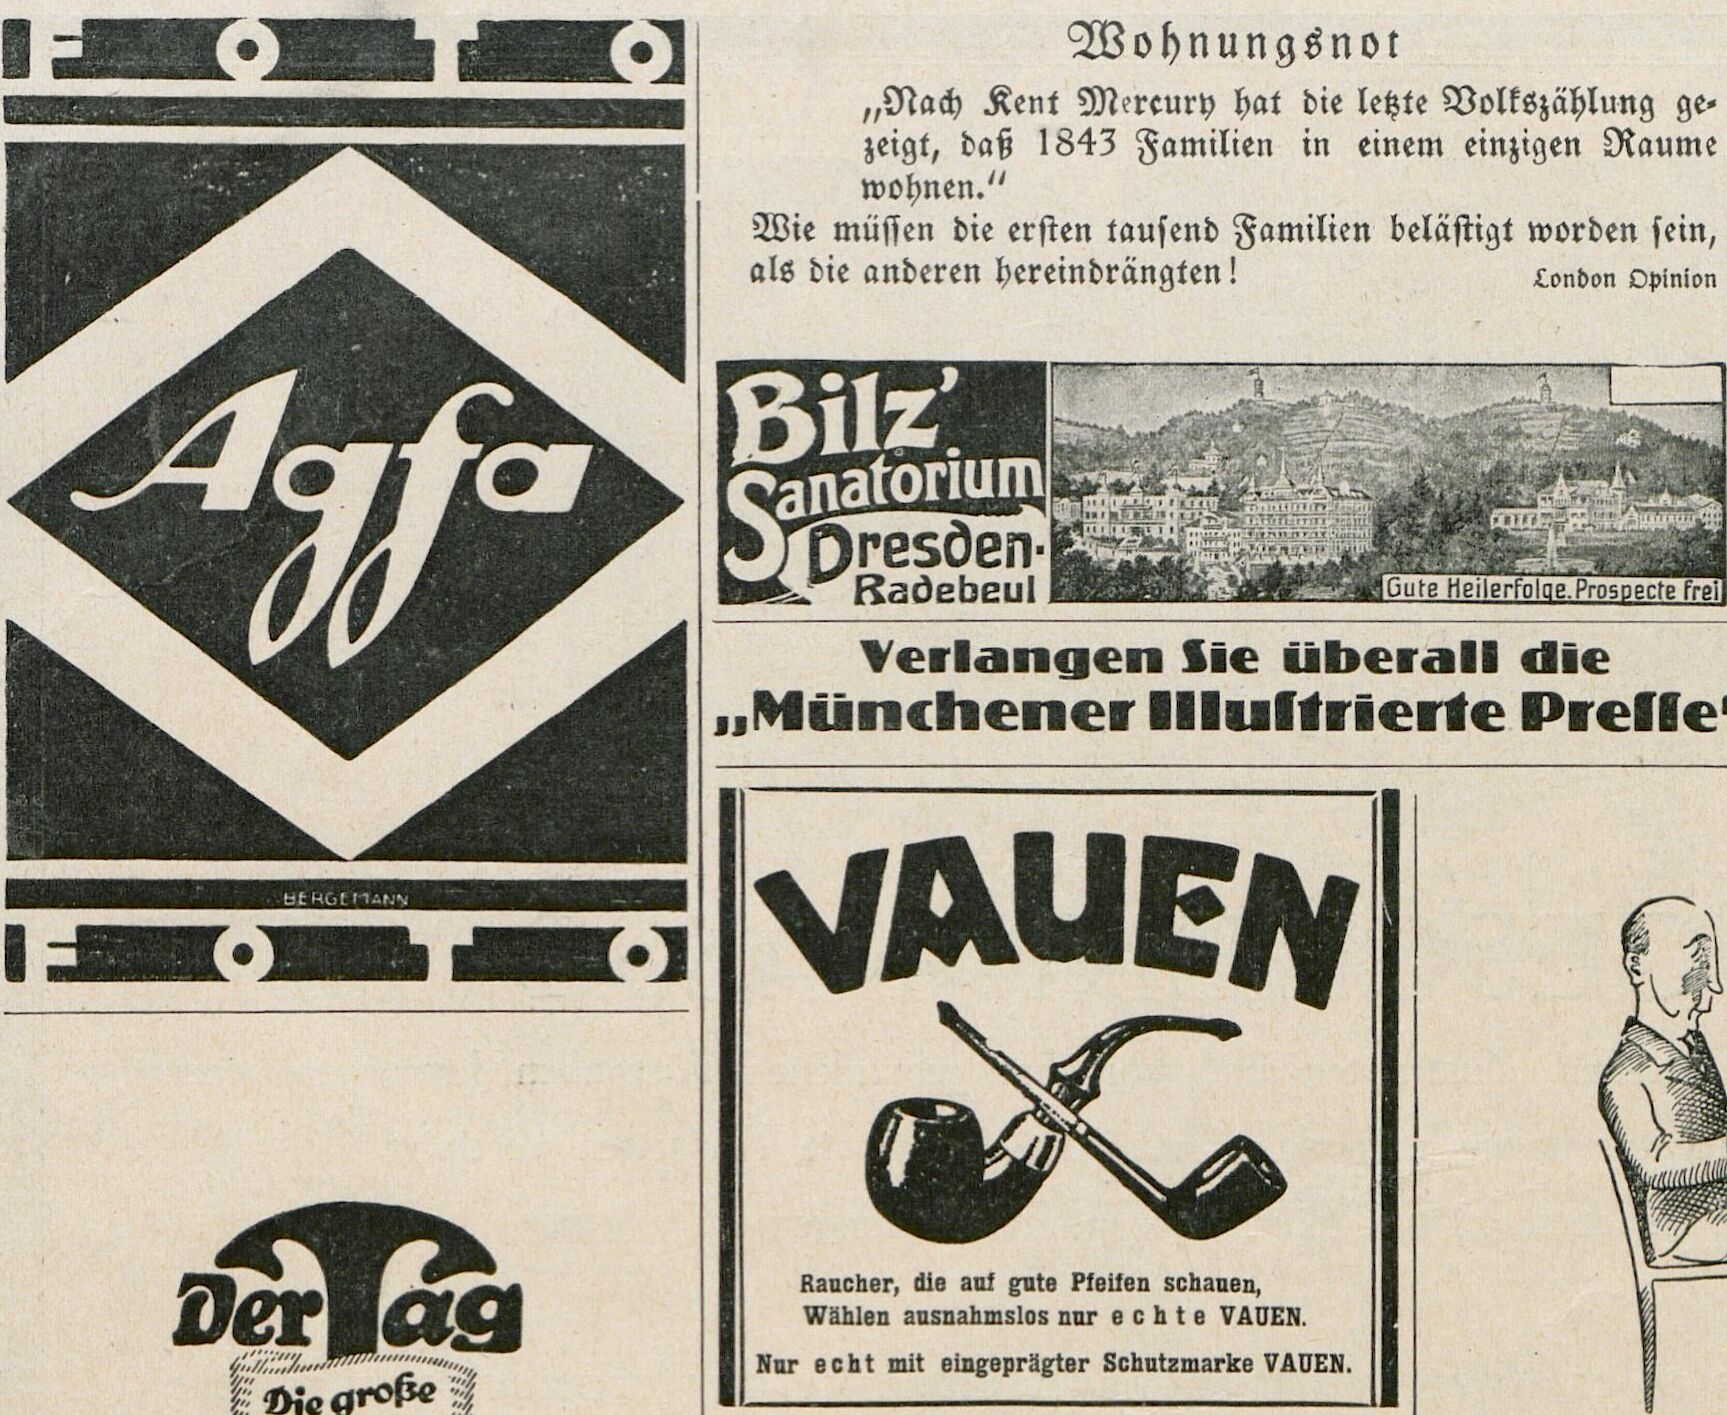 FOTO
Agfa
BERGEMANN
FOTO
Der Tag
Die große
Wohnungsnot
„Nach Kent Mercury hat die letzte Volkszählung ge-
zeigt, daß 1843 Familien in einem einzigen Raume
wohnen.“
Wie müssen die ersten tausend Familien belästigt worden sein,
als die anderen hereindrängten!
London Opinion
Bilz'
Sanatorium
Dresden-
Radebeul
Gute Heilerfolge. Prospecte frei
Verlangen Sie überall die
„Münchener Illustrierte Presse“
VAUEN
Raucher, die auf gute Pfeifen schauen,
Wählen ausnahmslos nur echte VAUEN.
Nur echt mit eingeprägter Schutzmarke VAUEN.